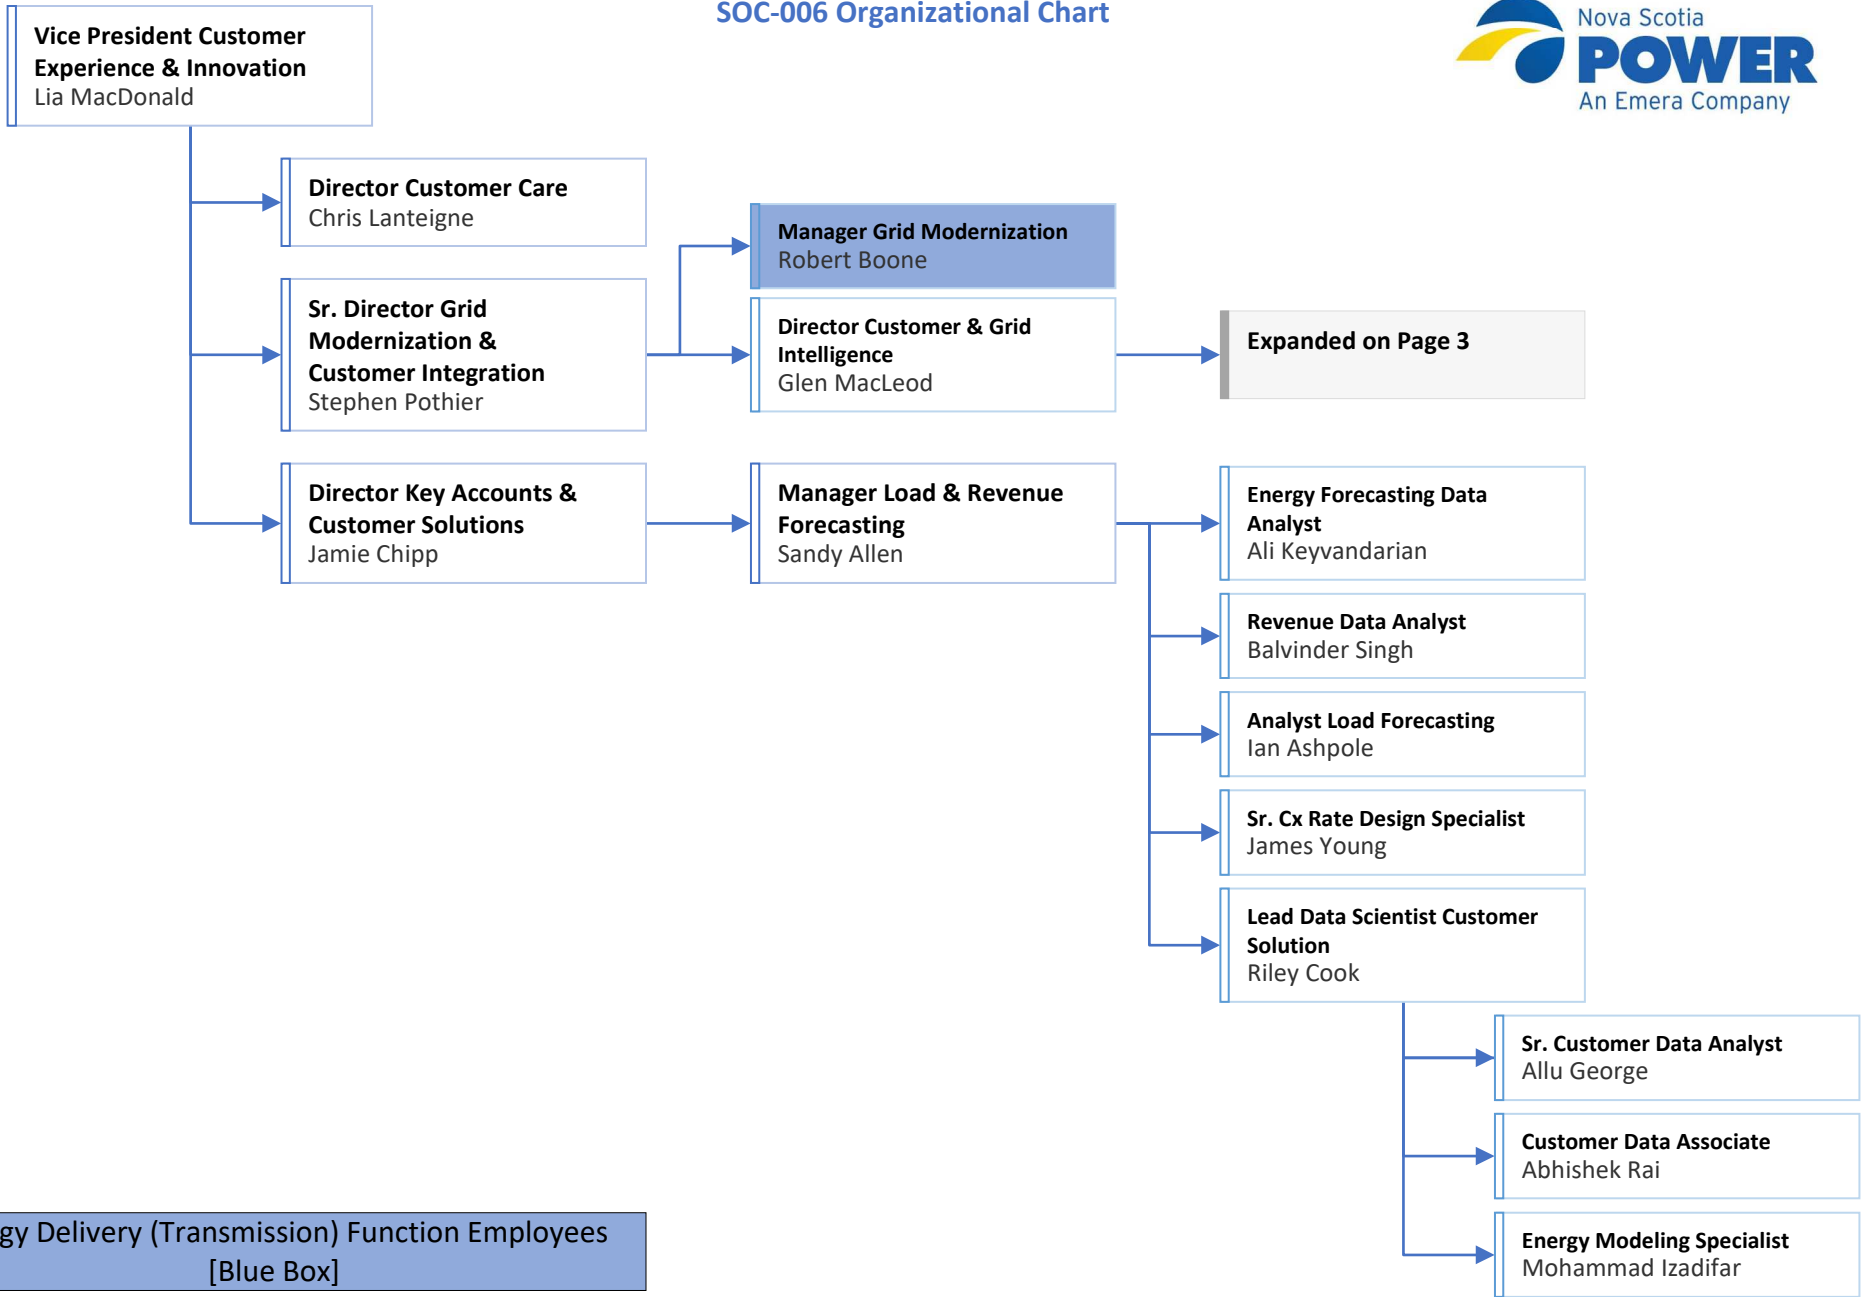 SOC-006 Organizational Chart
Nova Scotia
POWER
An Emera Company
Vice President Customer
Experience & Innovation
Lia MacDonald
Director Customer Care
Chris Lanteigne
Sr. Director Grid
Modernization &
Customer Integration
Stephen Pothier
Director Key Accounts &
Customer Solutions
Jamie Chipp
Manager Grid Modernization
Robert Boone
Director Customer & Grid
Intelligence
Glen MacLeod
Expanded on Page 3
Manager Load & Revenue
Forecasting
Sandy Allen
Energy Forecasting Data
Analyst
Ali Keyvandarian
Revenue Data Analyst
Balvinder Singh
Analyst Load Forecasting
Ian Ashpole
Sr. Cx Rate Design Specialist
James Young
Lead Data Scientist Customer
Solution
Riley Cook
Sr. Customer Data Analyst
Allu George
Customer Data Associate
Abhishek Rai
Energy Modeling Specialist
Mohammad Izadifar
gy Delivery (Transmission) Function Employees
[Blue Box]